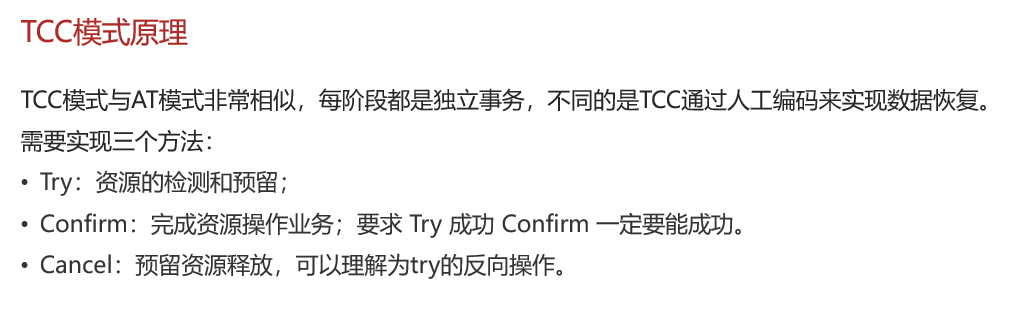 TCC模式原理
TCC模式与AT模式非常相似，每阶段都是独立事务，不同的是TCC通过人工编码来实现数据恢复。
需要实现三个方法：
• Try：资源的检测和预留；
• Confirm：完成资源操作业务；要求 Try 成功 Confirm 一定要能成功。
• Cancel：预留资源释放，可以理解为try的反向操作。